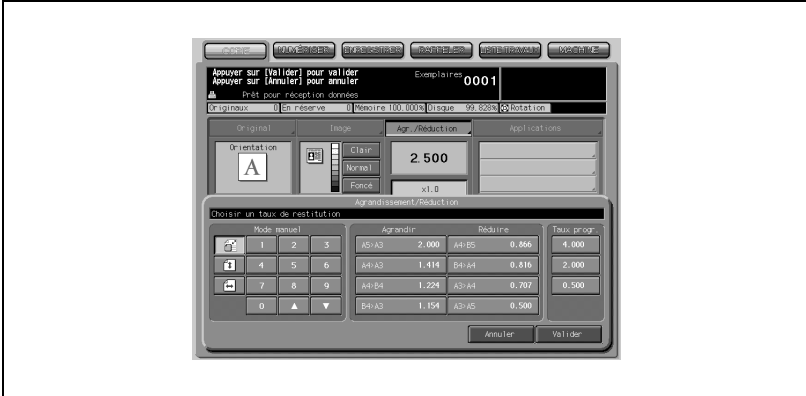 COPIE NUMÉRISER ENREGISTRER RAPPELER LISTE TRAVAUX MACHINE
Appuyer sur [Valider] pour valider
Appuyer sur [Annuler] pour annuler
Exemplaires 0001
Prêt pour réception données
Originaux 0 En réserve 0 Mémoire 100.000% Disque 99.828% Rotation
Original Image Agr./Réduction Applications
Orientation
A
Clair
Normal
Foncé
2.500
x1.0
Agrandissement/Réduction
Choisir un taux de restitution
Mode manuel Agrandir Réduire Taux progr.
1 2 3 A5>A3 2.000 A4>B5 0.866 4.000
4 5 6 A4>A3 1.414 B4>A4 0.816 2.000
7 8 9 A4>B4 1.224 A3>A4 0.707 0.500
0 ▲ ▼ B4>A3 1.154 A3>A5 0.500
Annuler Valider